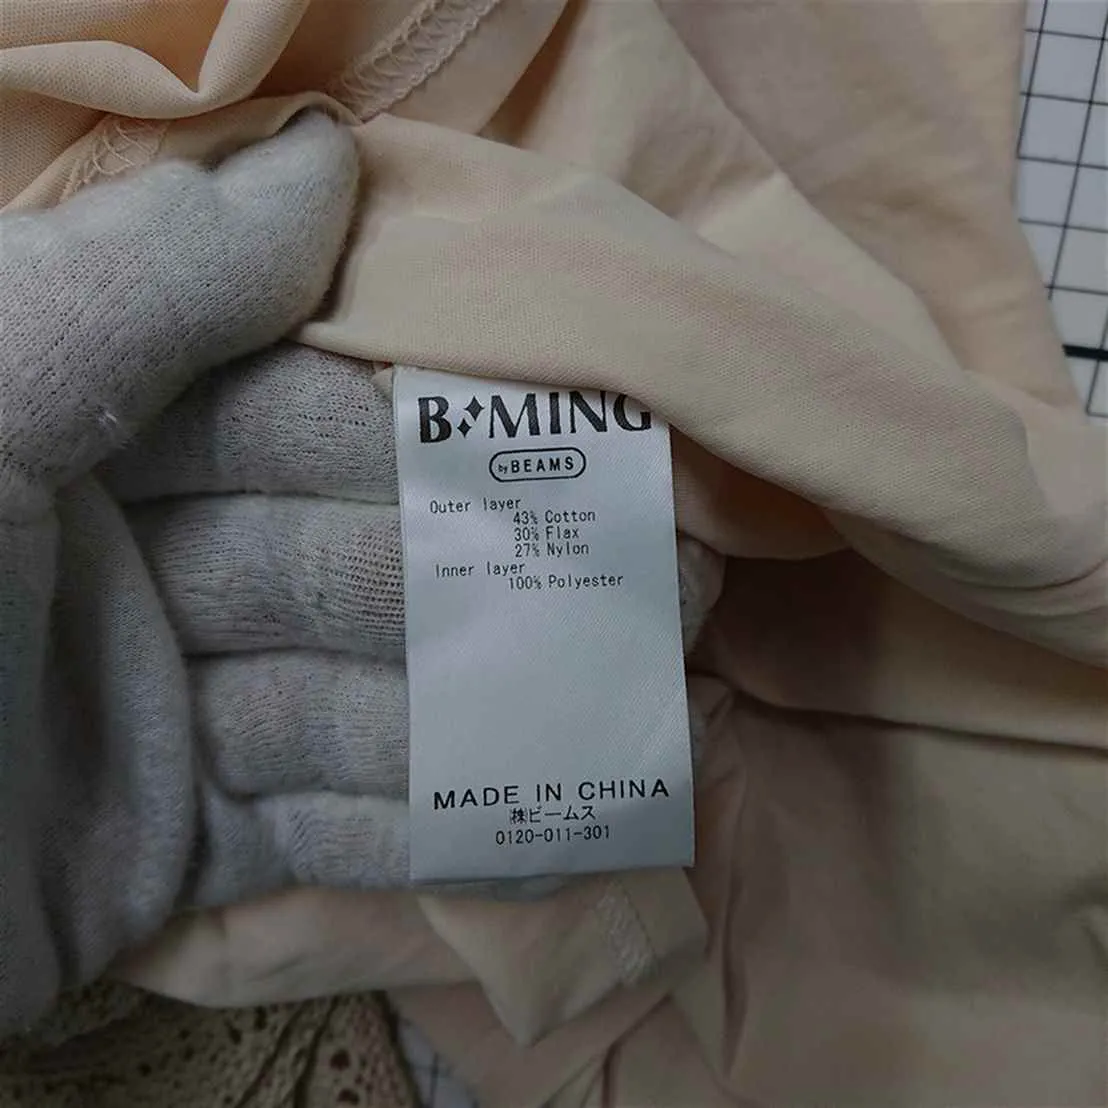 B:MING
by BEAMS
Outer layer
43% Cotton
30% Flax
27% Nylon
Inner layer
100% Polyester
MADE IN CHINA
㈱ビームス
0120-011-301